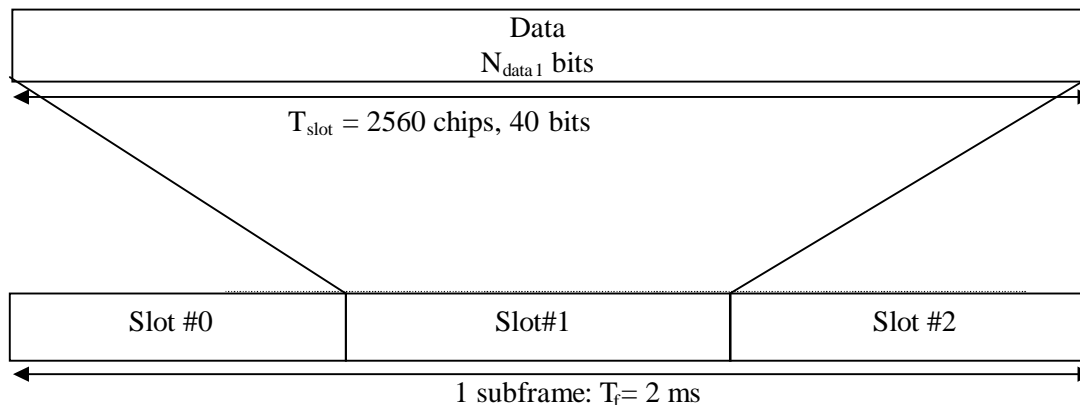 Data
N_data1 bits
T_slot = 2560 chips, 40 bits
Slot #0 Slot#1 Slot #2
1 subframe: T_f= 2 ms